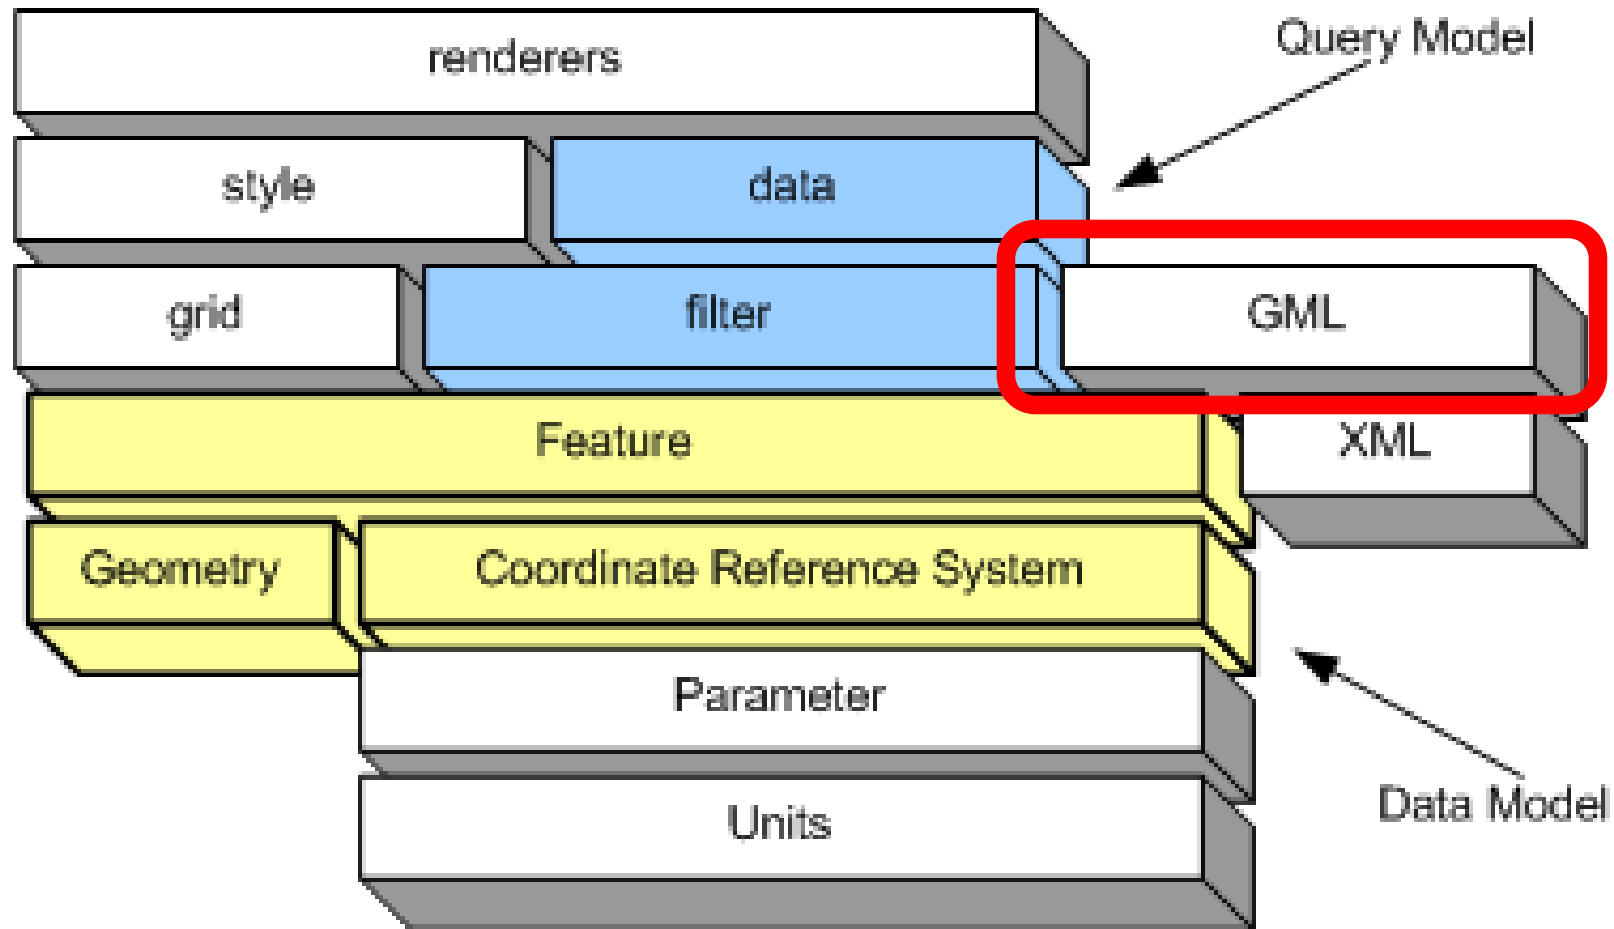 renderers
Query Model
style
data
grid
filter
GML
Feature
XML
Geometry
Coordinate Reference System
Parameter
Data Model
Units